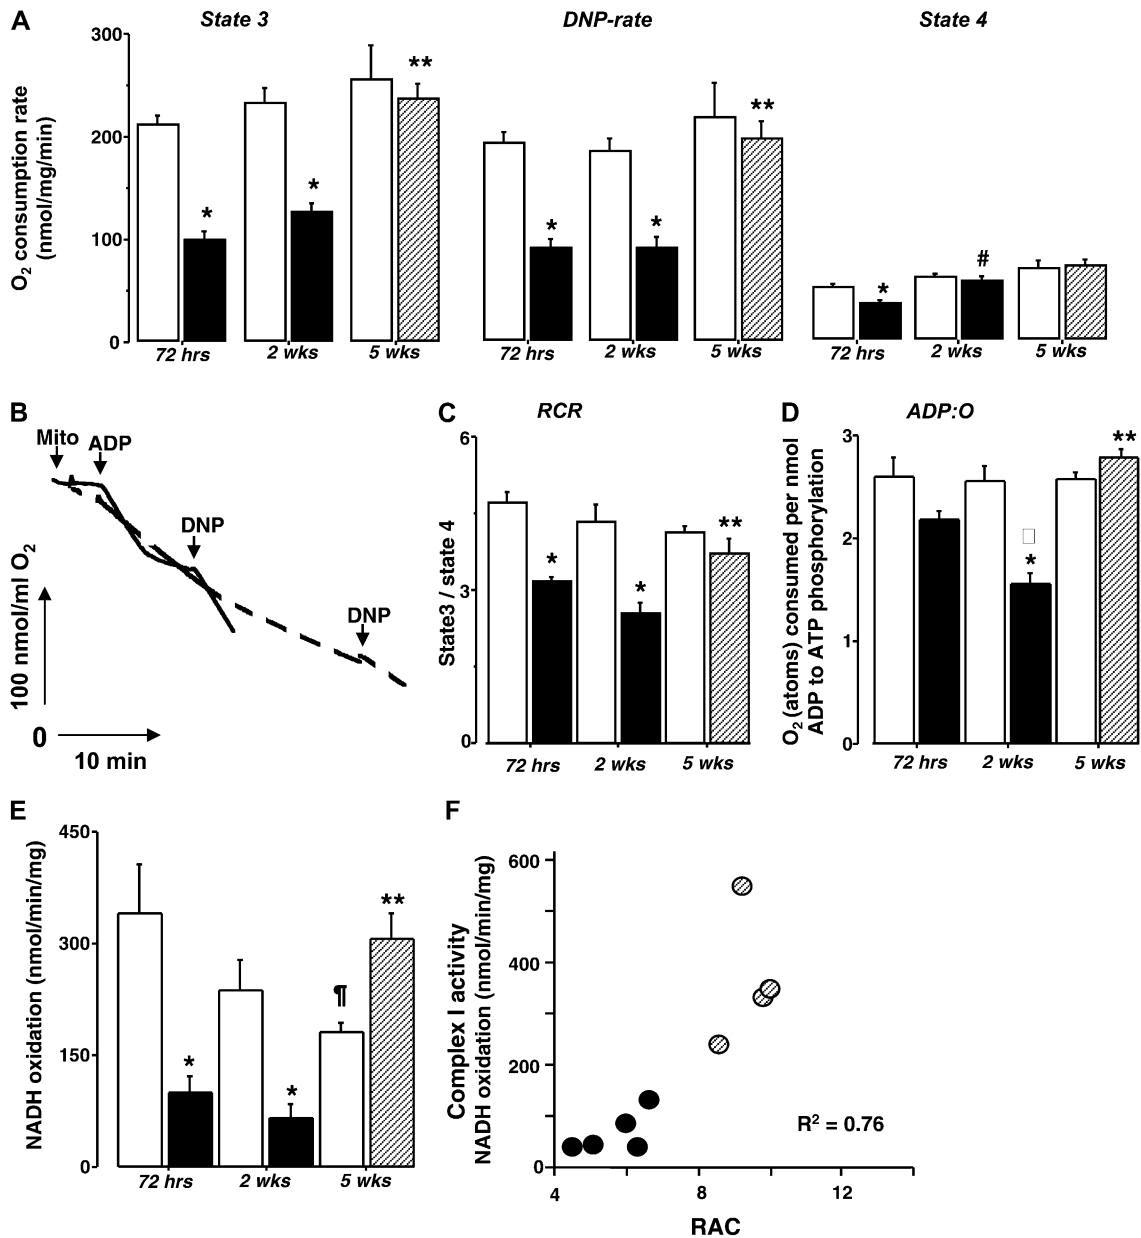 A
State 3
DNP-rate
State 4
O2 consumption rate
(nmol/mg/min)
300
200
100
0
**
*
*
**
*
*
#
*
72 hrs
2 wks
5 wks
72 hrs
2 wks
5 wks
72 hrs
2 wks
5 wks
B
Mito
ADP
DNP
DNP
100 nmol/ml O2
0
10 min
C
RCR
State3 / state 4
6
3
0
*
*
**
72 hrs
2 wks
5 wks
D
ADP:O
O2 (atoms) consumed per nmol
ADP to ATP phosphorylation
3
2
1
0
**
□
*
72 hrs
2 wks
5 wks
E
NADH oxidation (nmol/min/mg)
450
300
150
0
*
*
¶
**
72 hrs
2 wks
5 wks
F
Complex I activity
NADH oxidation (nmol/min/mg)
600
400
200
0
R2 = 0.76
4
8
12
RAC